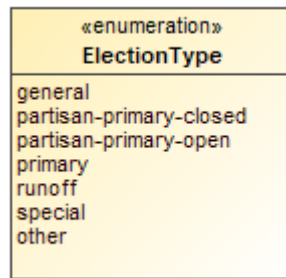 «enumeration»
ElectionType
general
partisan-primary-closed
partisan-primary-open
primary
runoff
special
other